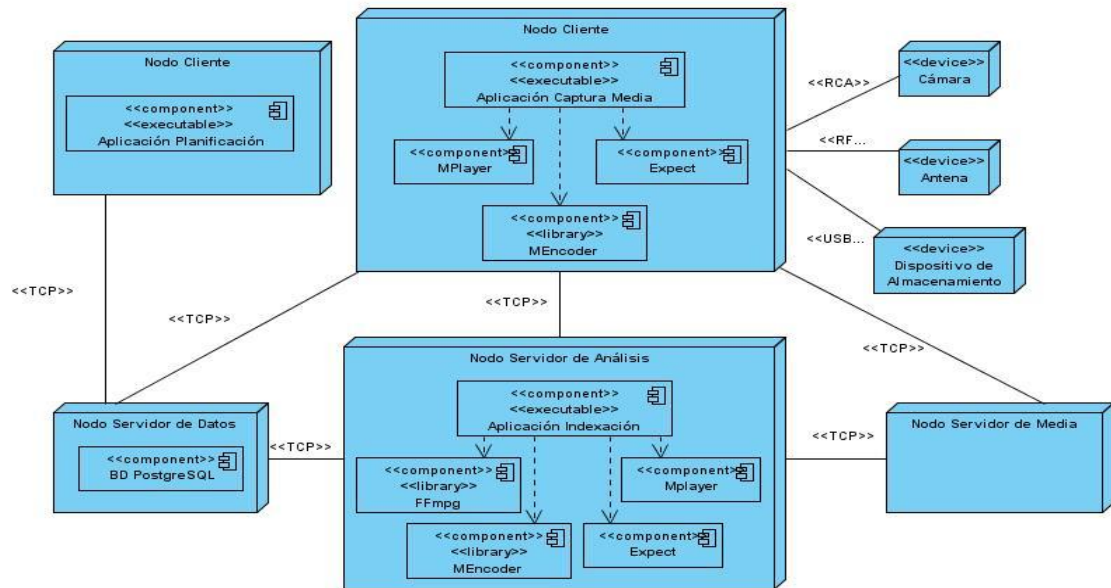 Nodo Cliente
<<component>>
<<executable>>
Aplicación Planificación
Nodo Cliente
<<component>>
<<executable>>
Aplicación Captura Media
<<component>>
MPlayer
<<component>>
Expect
<<component>>
<<library>>
MEncoder
<<RCA>>
<<device>>
Cámara
<<RF...
<<device>>
Antena
<<USB...
<<device>>
Dispositivo de
Almacenamiento
<<TCP>>
<<TCP>>
<<TCP>>
<<TCP>>
Nodo Servidor de Datos
<<component>>
BD PostgreSQL
<<TCP>>
Nodo Servidor de Análisis
<<component>>
<<executable>>
Aplicación Indexación
<<component>>
<<library>>
FFmpg
<<component>>
Mplayer
<<component>>
<<library>>
MEncoder
<<component>>
Expect
<<TCP>>
Nodo Servidor de Media